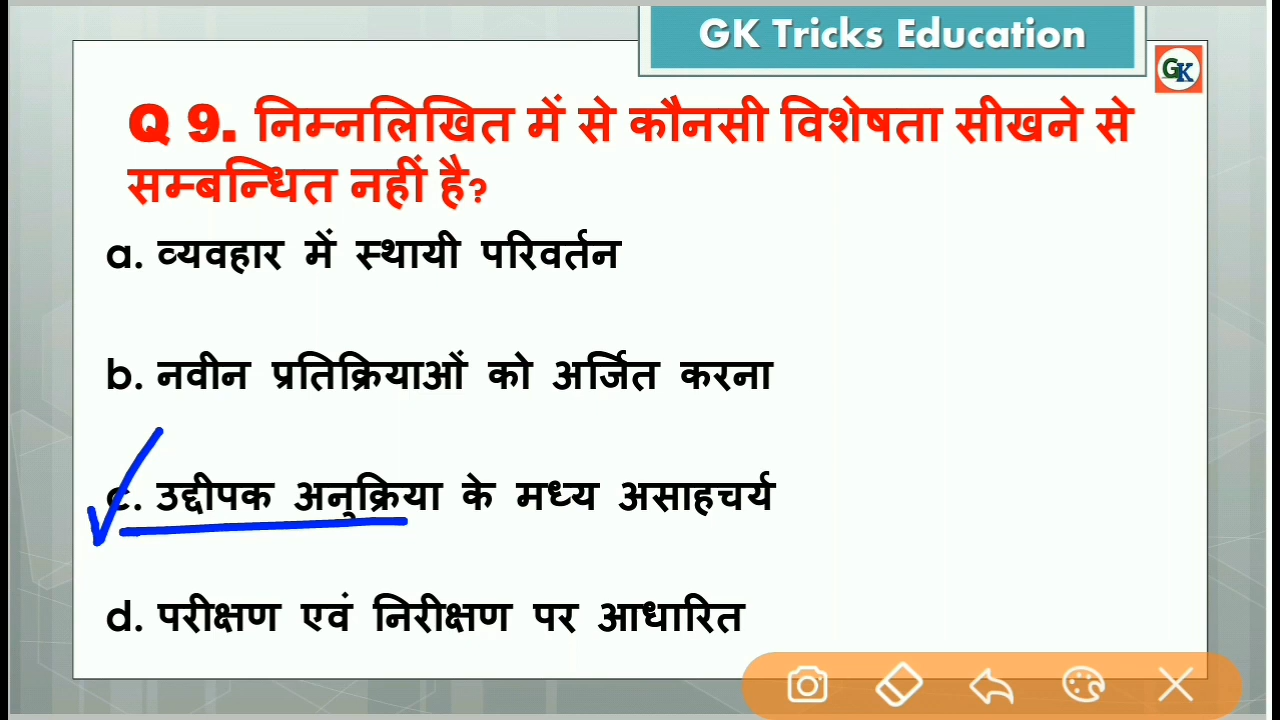 GK Tricks Education
GK
Q 9. निम्नलिखित में से कौनसी विशेषता सीखने से
सम्बन्धित नहीं है?
a. व्यवहार में स्थायी परिवर्तन
b. नवीन प्रतिक्रियाओं को अर्जित करना
c. उद्दीपक अनुक्रिया के मध्य असाहचर्य
d. परीक्षण एवं निरीक्षण पर आधारित